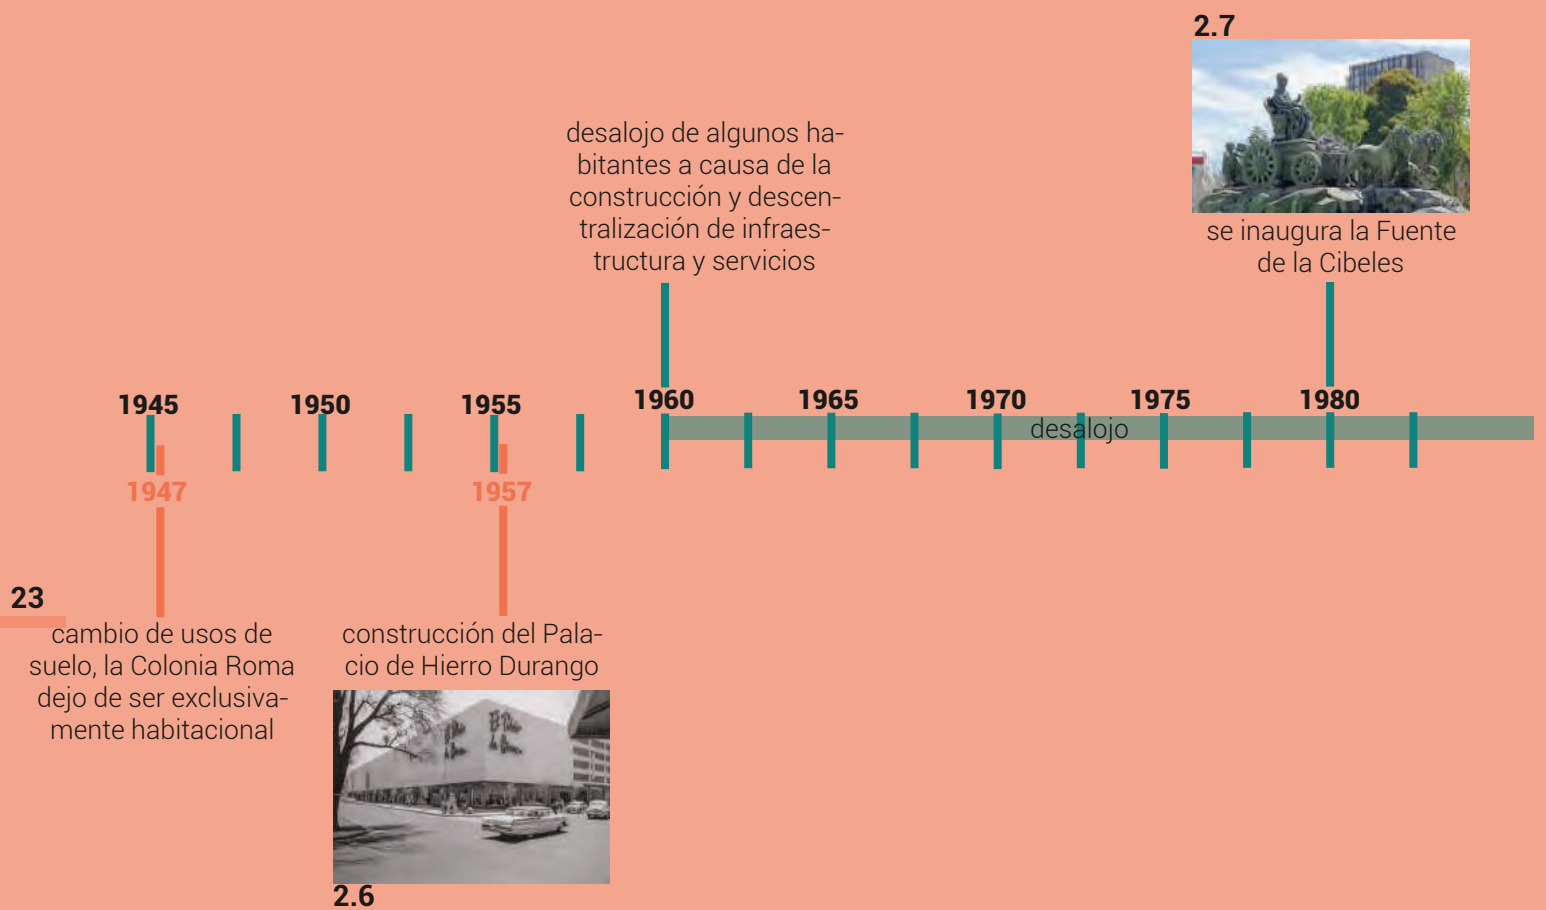 2.7
desalojo de algunos ha-
bitantes a causa de la
construcción y descen-
tralización de infraes-
tructura y servicios
se inaugura la Fuente
de la Cibeles
1945
1950
1955
1960
1965
1970
1975
1980
desalojo
1947
1957
23
cambio de usos de
suelo, la Colonia Roma
dejo de ser exclusiva-
mente habitacional
construcción del Pala-
cio de Hierro Durango
2.6